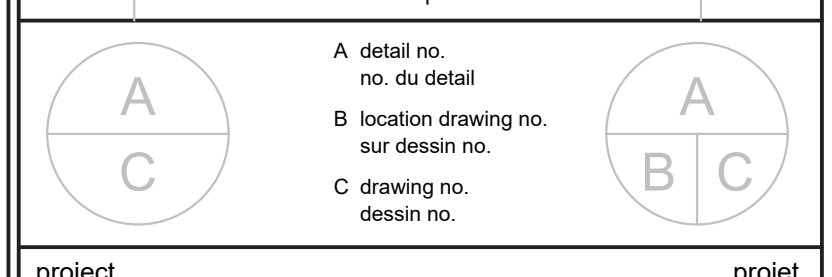 A
C
A detail no.
no. du detail
B location drawing no.
sur dessin no.
C drawing no.
dessin no.
A
B C
project projet